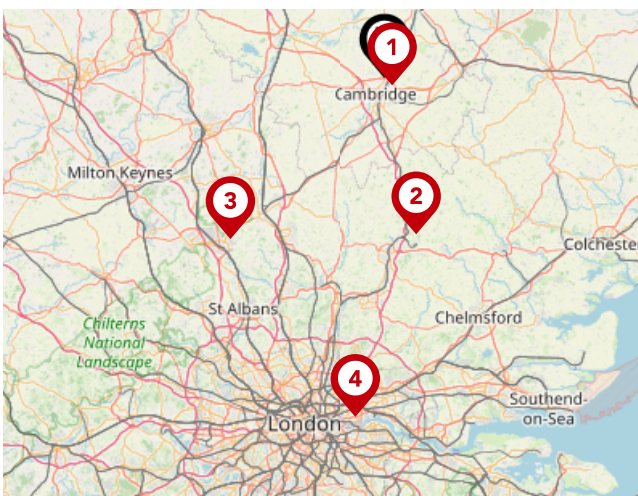 1
Cambridge
Milton Keynes
3
2
Colchester
St Albans
Chilterns
National
Landscape
Chelmsford
4
Southend-
on-Sea
London